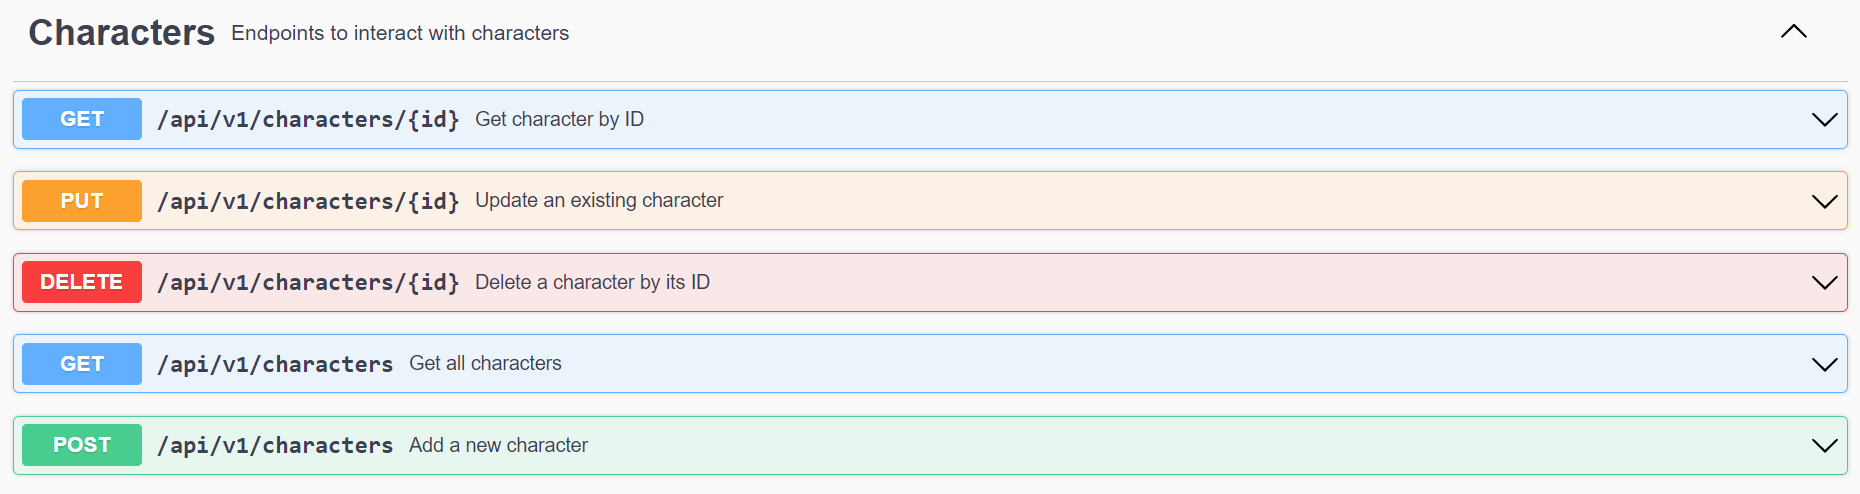 Characters Endpoints to interact with characters
GET /api/v1/characters/{id} Get character by ID
PUT /api/v1/characters/{id} Update an existing character
DELETE /api/v1/characters/{id} Delete a character by its ID
GET /api/v1/characters Get all characters
POST /api/v1/characters Add a new character